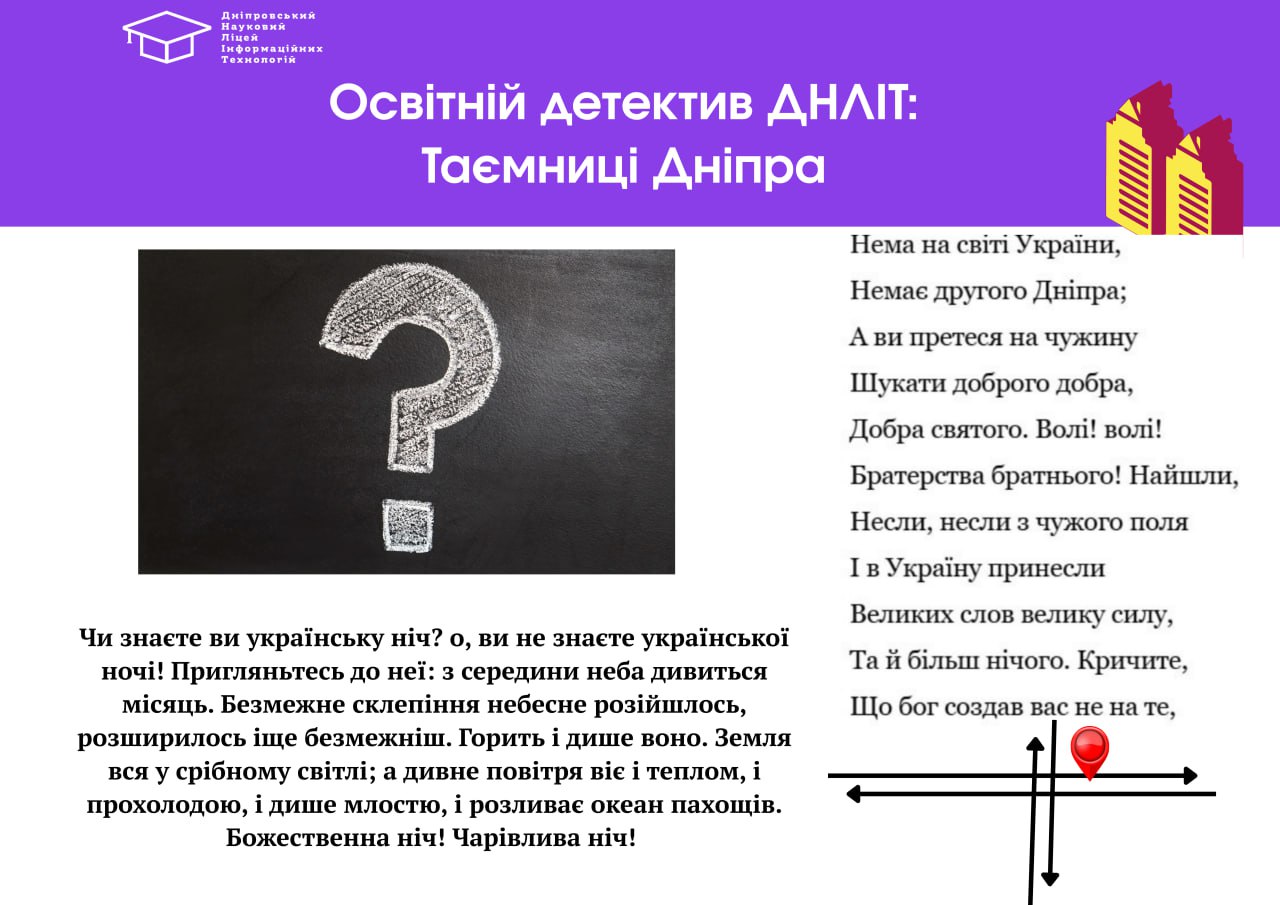 Дніпровський
Науковий
Ліцей
Інформаційних
Технологій
Освітній детектив ДНЛІТ:
Таємниці Дніпра
Нема на світі України,
Немає другого Дніпра;
А ви претеся на чужину
Шукати доброго добра,
Добра святого. Волі! волі!
Братерства братнього! Найшли,
Несли, несли з чужого поля
І в Україну принесли
Великих слов велику силу,
Та й більш нічого. Кричите,
Що бог создав вас не на те,
Чи знаєте ви українську ніч? о, ви не знаєте української
ночі! Пригляньтесь до неї: з середини неба дивиться
місяць. Безмежне склепіння небесне розійшлось,
розширилось іще безмежніш. Горить і дише воно. Земля
вся у срібному світлі; а дивне повітря віє і теплом, і
прохолодою, і дише млостю, і розливає океан пахощів.
Божественна ніч! Чарівлива ніч!